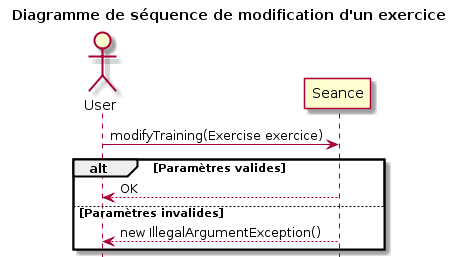 Diagramme de séquence de modification d'un exercice
User
Seance
modifyTraining(Exercise exercice)
alt [Paramètres valides]
OK
[Paramètres invalides]
new IllegalArgumentException()